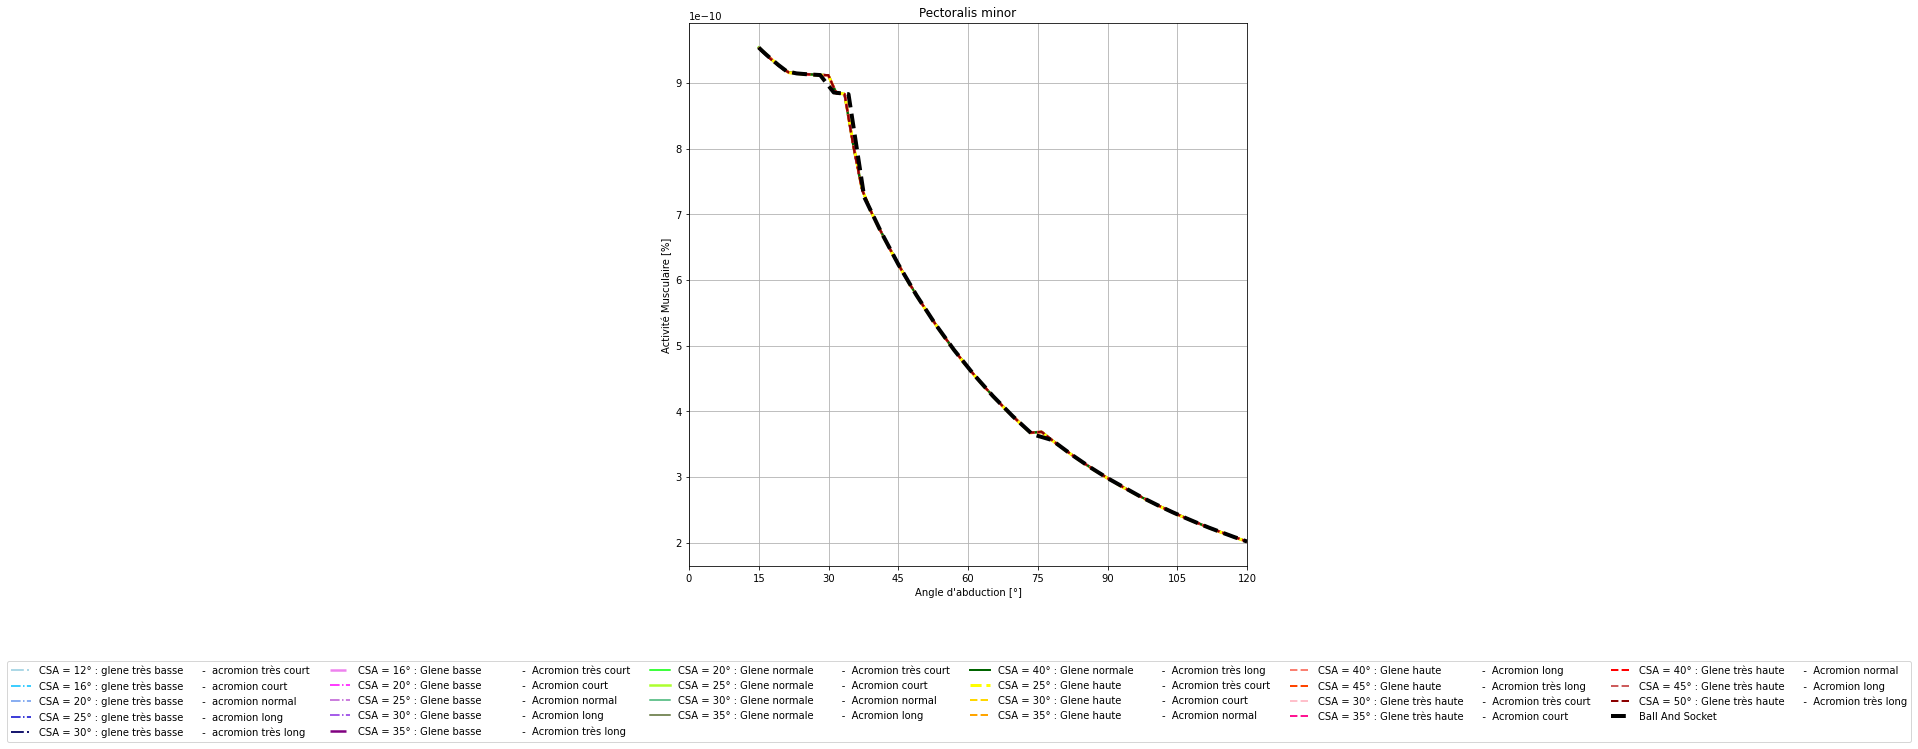 Pectoralis minor
1e−10
9
8
7
6
5
4
3
2
Activité Musculaire [%]
0 15 30 45 60 75 90 105 120
Angle d'abduction [°]
CSA = 12° : glene très basse - acromion très court
CSA = 16° : glene très basse - acromion court
CSA = 20° : glene très basse - acromion normal
CSA = 25° : glene très basse - acromion long
CSA = 30° : glene très basse - acromion très long
CSA = 16° : Glene basse - Acromion très court
CSA = 20° : Glene basse - Acromion court
CSA = 25° : Glene basse - Acromion normal
CSA = 30° : Glene basse - Acromion long
CSA = 35° : Glene basse - Acromion très long
CSA = 20° : Glene normale - Acromion très court
CSA = 25° : Glene normale - Acromion court
CSA = 30° : Glene normale - Acromion normal
CSA = 35° : Glene normale - Acromion long
CSA = 40° : Glene normale - Acromion très long
CSA = 25° : Glene haute - Acromion très court
CSA = 30° : Glene haute - Acromion court
CSA = 35° : Glene haute - Acromion normal
CSA = 40° : Glene haute - Acromion long
CSA = 45° : Glene haute - Acromion très long
CSA = 30° : Glene très haute - Acromion très court
CSA = 35° : Glene très haute - Acromion court
CSA = 40° : Glene très haute - Acromion normal
CSA = 45° : Glene très haute - Acromion long
CSA = 50° : Glene très haute - Acromion très long
Ball And Socket